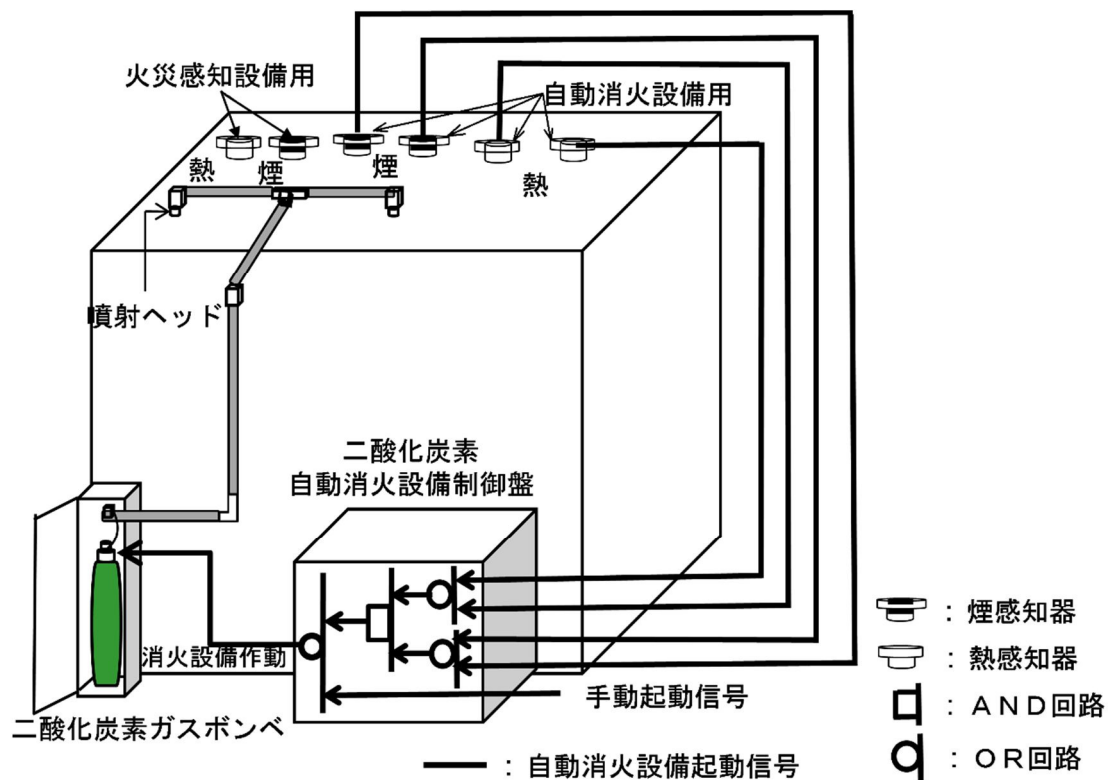 火災感知設備用
自動消火設備用
熱
煙
煙
熱
噴射ヘッド
二酸化炭素
自動消火設備制御盤
消火設備作動
手動起動信号
二酸化炭素ガスボンベ
：煙感知器
：熱感知器
：ＡＮＤ回路
：ＯＲ回路
：自動消火設備起動信号